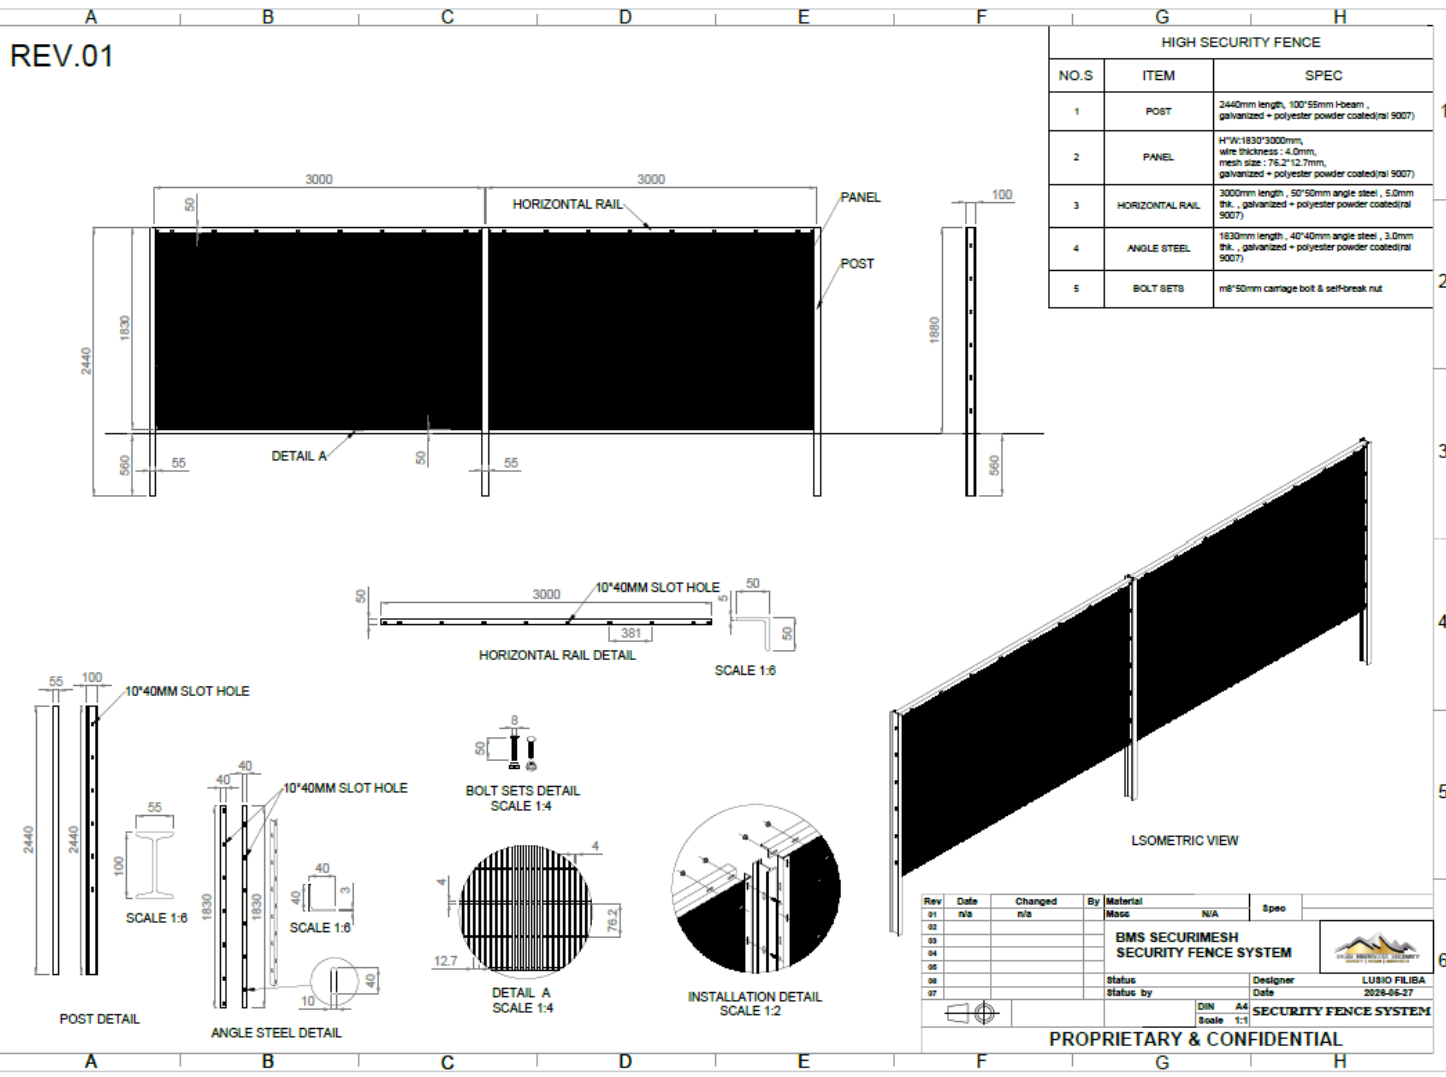 A B C D E F G H
REV.01
HIGH SECURITY FENCE
NO.S ITEM SPEC
1 POST 2440mm length, 100*55mm I-beam ,
galvanized + polyester powder coated(ral 9007)
2 PANEL H*W:1830*3000mm,
wire thickness : 4.0mm,
mesh size : 76.2*12.7mm,
galvanized + polyester powder coated(ral 9007)
3 HORIZONTAL RAIL 3000mm length , 50*50mm angle steel , 5.0mm
thk. , galvanized + polyester powder coated(ral
9007)
4 ANGLE STEEL 1830mm length , 40*40mm angle steel , 3.0mm
thk. , galvanized + polyester powder coated(ral
9007)
5 BOLT SETS m8*50mm carriage bolt & self-break nut
1
2
3
4
5
6
3000 3000
50
HORIZONTAL RAIL
PANEL
POST
100
1830
2440
1880
DETAIL A
560
55
50
55
560
3000
50
10*40MM SLOT HOLE
381
HORIZONTAL RAIL DETAIL
50
5
50
SCALE 1:6
55 100
10*40MM SLOT HOLE
2440
2440
55
100
SCALE 1:6
POST DETAIL
40
40
10*40MM SLOT HOLE
1830
1830
40
40
3
SCALE 1:6
40
10
ANGLE STEEL DETAIL
8
50
BOLT SETS DETAIL
SCALE 1:4
4
4
76.2
12.7
DETAIL A
SCALE 1:4
INSTALLATION DETAIL
SCALE 1:2
LSOMETRIC VIEW
Rev Date Changed By Material Spec
01 n/a n/a Mass N/A
02
03
04
05
06
07
BMS SECURIMESH
SECURITY FENCE SYSTEM
Status Designer LUSIO FILIBA
Status by Date 2026-05-27
DIN A4
Scale 1:1
SECURITY FENCE SYSTEM
PROPRIETARY & CONFIDENTIAL
A B C D E F G H